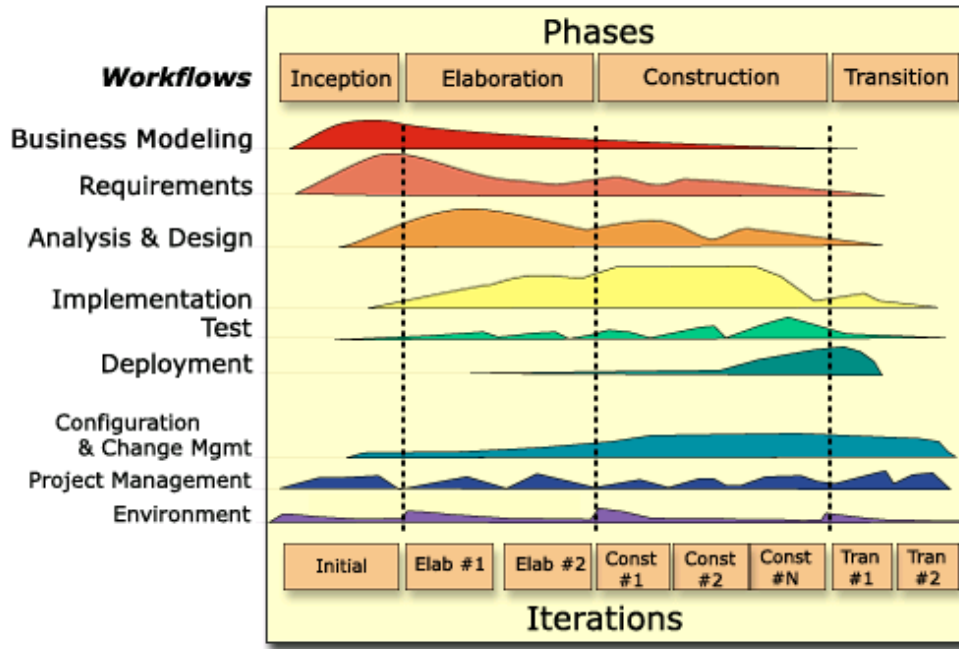 Phases
Workflows
Inception
Elaboration
Construction
Transition
Business Modeling
Requirements
Analysis & Design
Implementation
Test
Deployment
Configuration
& Change Mgmt
Project Management
Environment
Initial
Elab #1
Elab #2
Const
#1
Const
#2
Const
#N
Tran
#1
Tran
#2
Iterations